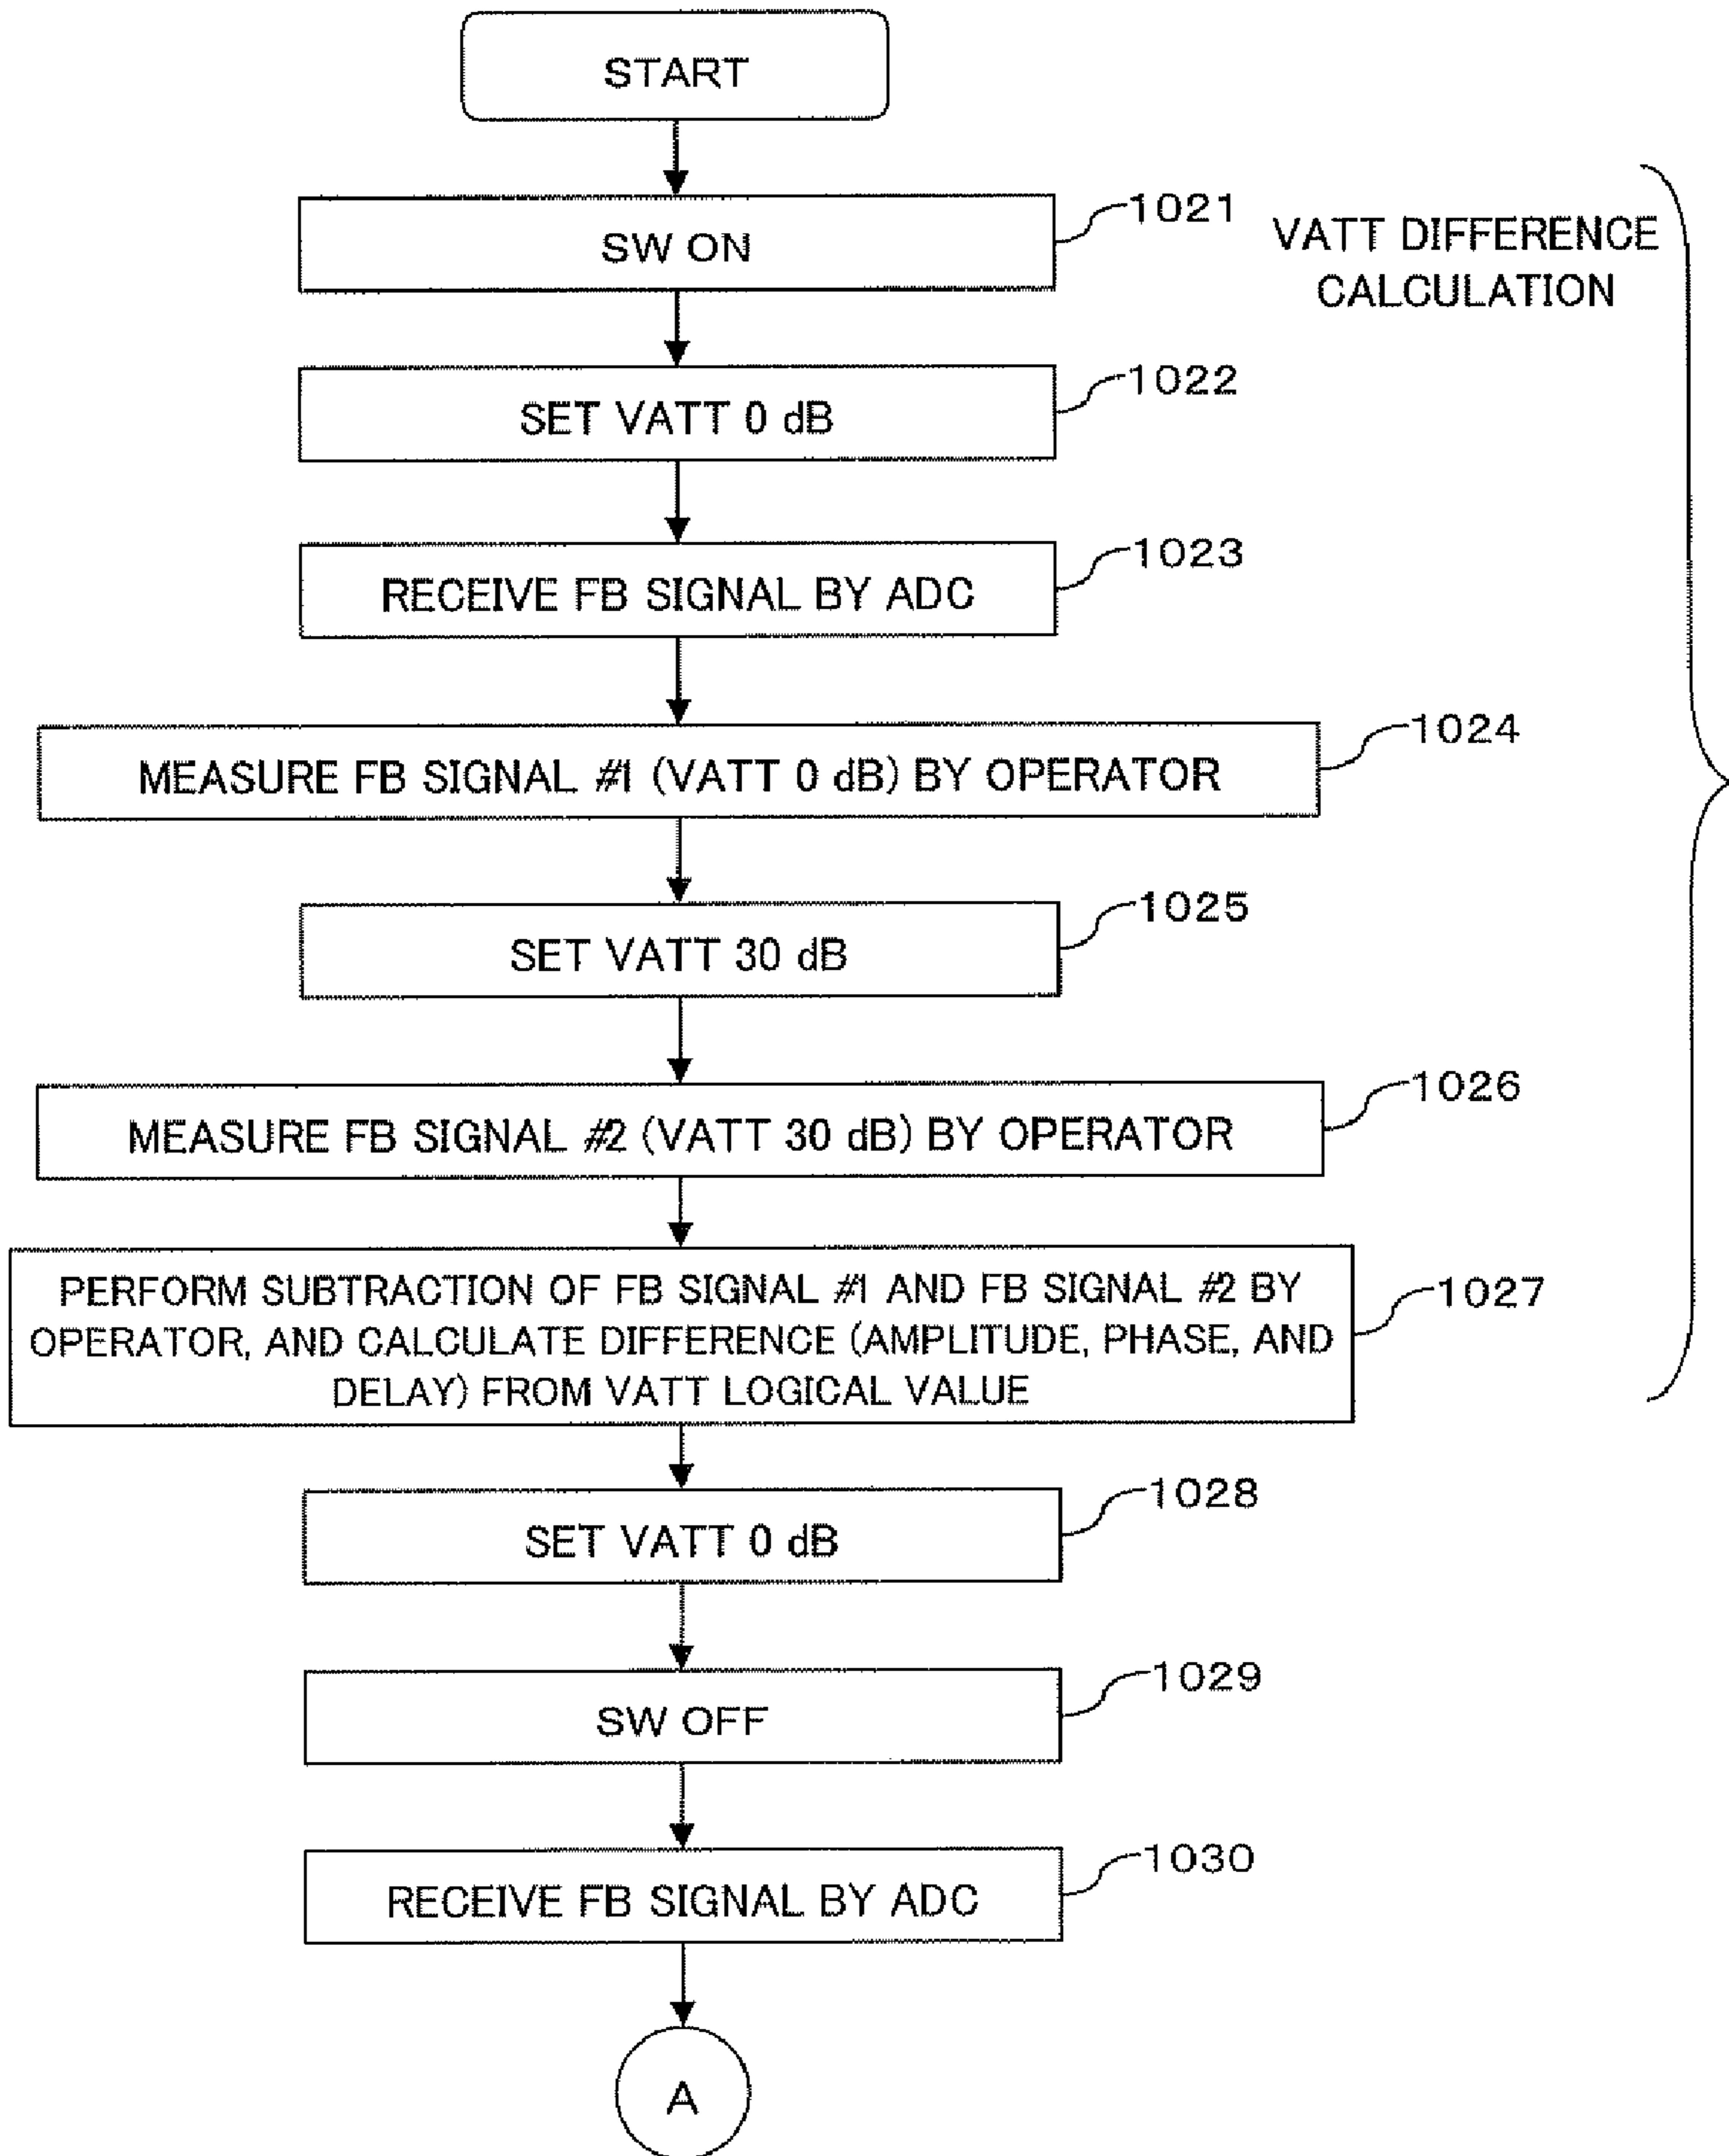 START
1021
SW ON
VATT DIFFERENCE
CALCULATION
1022
SET VATT 0 dB
1023
RECEIVE FB SIGNAL BY ADC
1024
MEASURE FB SIGNAL #1 (VATT 0 dB) BY OPERATOR
1025
SET VATT 30 dB
1026
MEASURE FB SIGNAL #2 (VATT 30 dB) BY OPERATOR
1027
PERFORM SUBTRACTION OF FB SIGNAL #1 AND FB SIGNAL #2 BY
OPERATOR, AND CALCULATE DIFFERENCE (AMPLITUDE, PHASE, AND
DELAY) FROM VATT LOGICAL VALUE
1028
SET VATT 0 dB
1029
SW OFF
1030
RECEIVE FB SIGNAL BY ADC
A